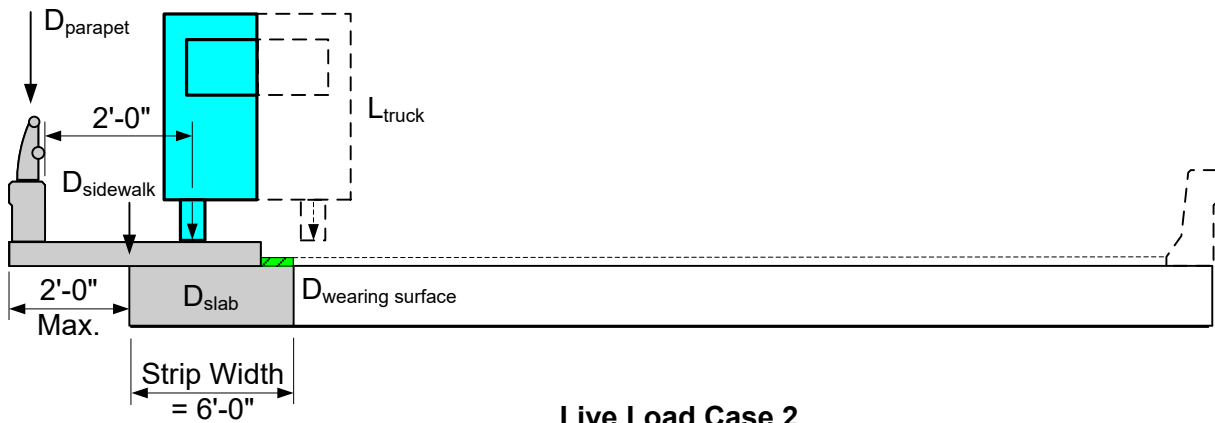 Dparapet
2'-0"
Ltruck
Dsidewalk
2'-0"
Max.
Dslab
Dwearing surface
Strip Width
= 6'-0"
Live Load Case 2